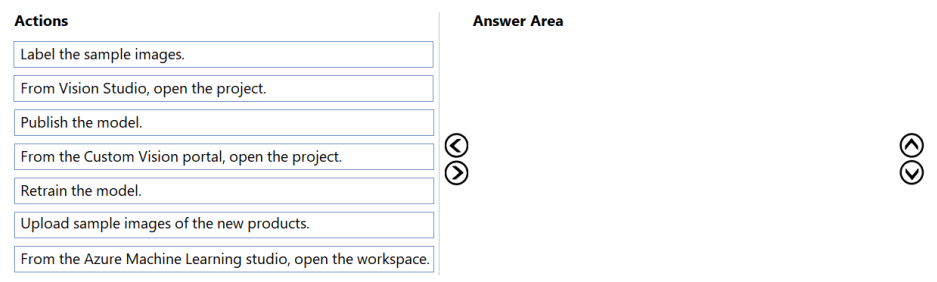 Actions
Answer Area
Label the sample images.
From Vision Studio, open the project.
Publish the model.
From the Custom Vision portal, open the project.
Retrain the model.
Upload sample images of the new products.
From the Azure Machine Learning studio, open the workspace.